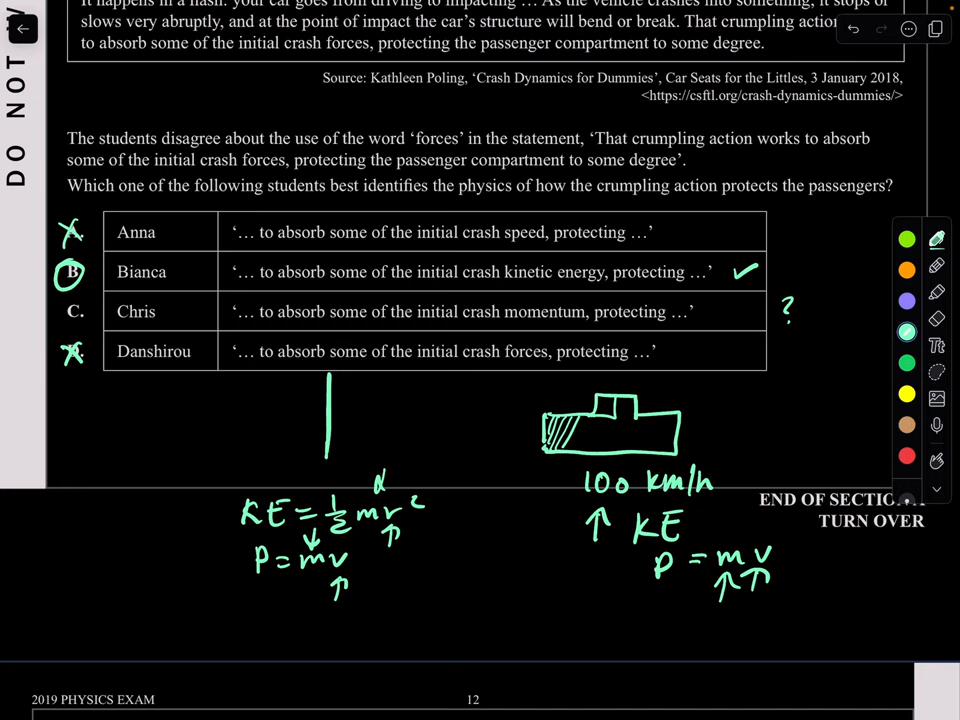 It happens in a flash: your car goes from driving to impacting … As the vehicle crashes into something, it stops or
slows very abruptly, and at the point of impact the car's structure will bend or break. That crumpling action
to absorb some of the initial crash forces, protecting the passenger compartment to some degree.
Source: Kathleen Poling, 'Crash Dynamics for Dummies', Car Seats for the Littles, 3 January 2018,
<https://csftl.org/crash-dynamics-dummies/>
DO NOT
The students disagree about the use of the word 'forces' in the statement, 'That crumpling action works to absorb
some of the initial crash forces, protecting the passenger compartment to some degree'.
Which one of the following students best identifies the physics of how the crumpling action protects the passengers?
A. Anna '… to absorb some of the initial crash speed, protecting …'
B. Bianca '… to absorb some of the initial crash kinetic energy, protecting …' ✓
C. Chris '… to absorb some of the initial crash momentum, protecting …' ?
D. Danshirou '… to absorb some of the initial crash forces, protecting …'
100 km/h
KE = 1/2 mv²
↑ KE
P = mv
P = mv
END OF SECTION A
TURN OVER
2019 PHYSICS EXAM
12
Tt